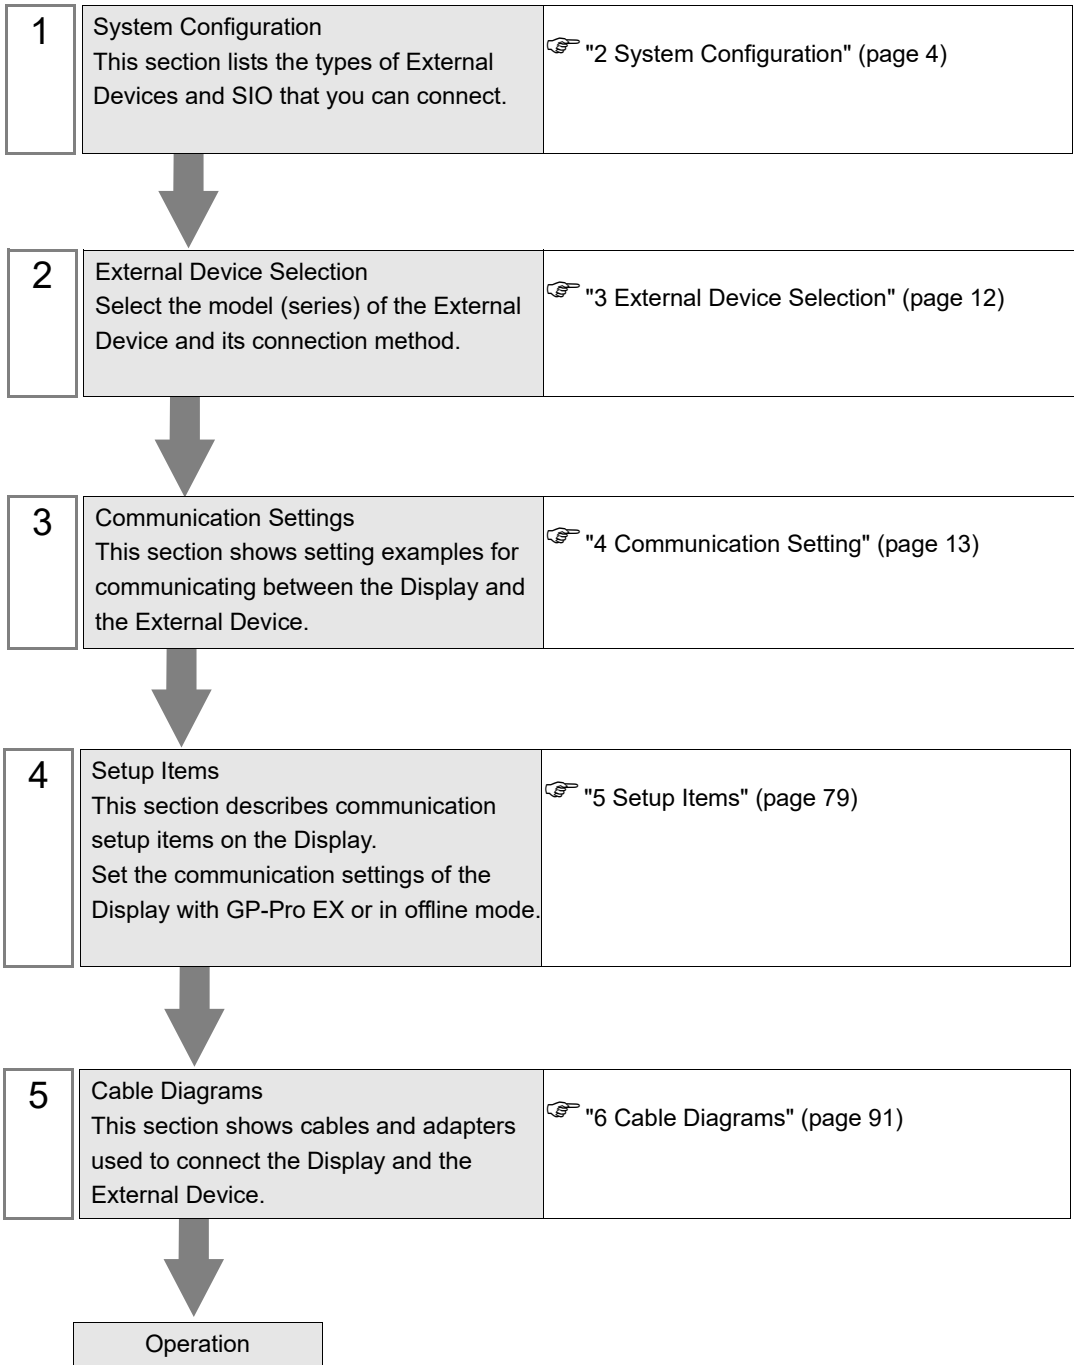 1
System Configuration
This section lists the types of External
Devices and SIO that you can connect.
"2 System Configuration" (page 4)
2
External Device Selection
Select the model (series) of the External
Device and its connection method.
"3 External Device Selection" (page 12)
3
Communication Settings
This section shows setting examples for
communicating between the Display and
the External Device.
"4 Communication Setting" (page 13)
4
Setup Items
This section describes communication
setup items on the Display.
Set the communication settings of the
Display with GP-Pro EX or in offline mode.
"5 Setup Items" (page 79)
5
Cable Diagrams
This section shows cables and adapters
used to connect the Display and the
External Device.
"6 Cable Diagrams" (page 91)
Operation